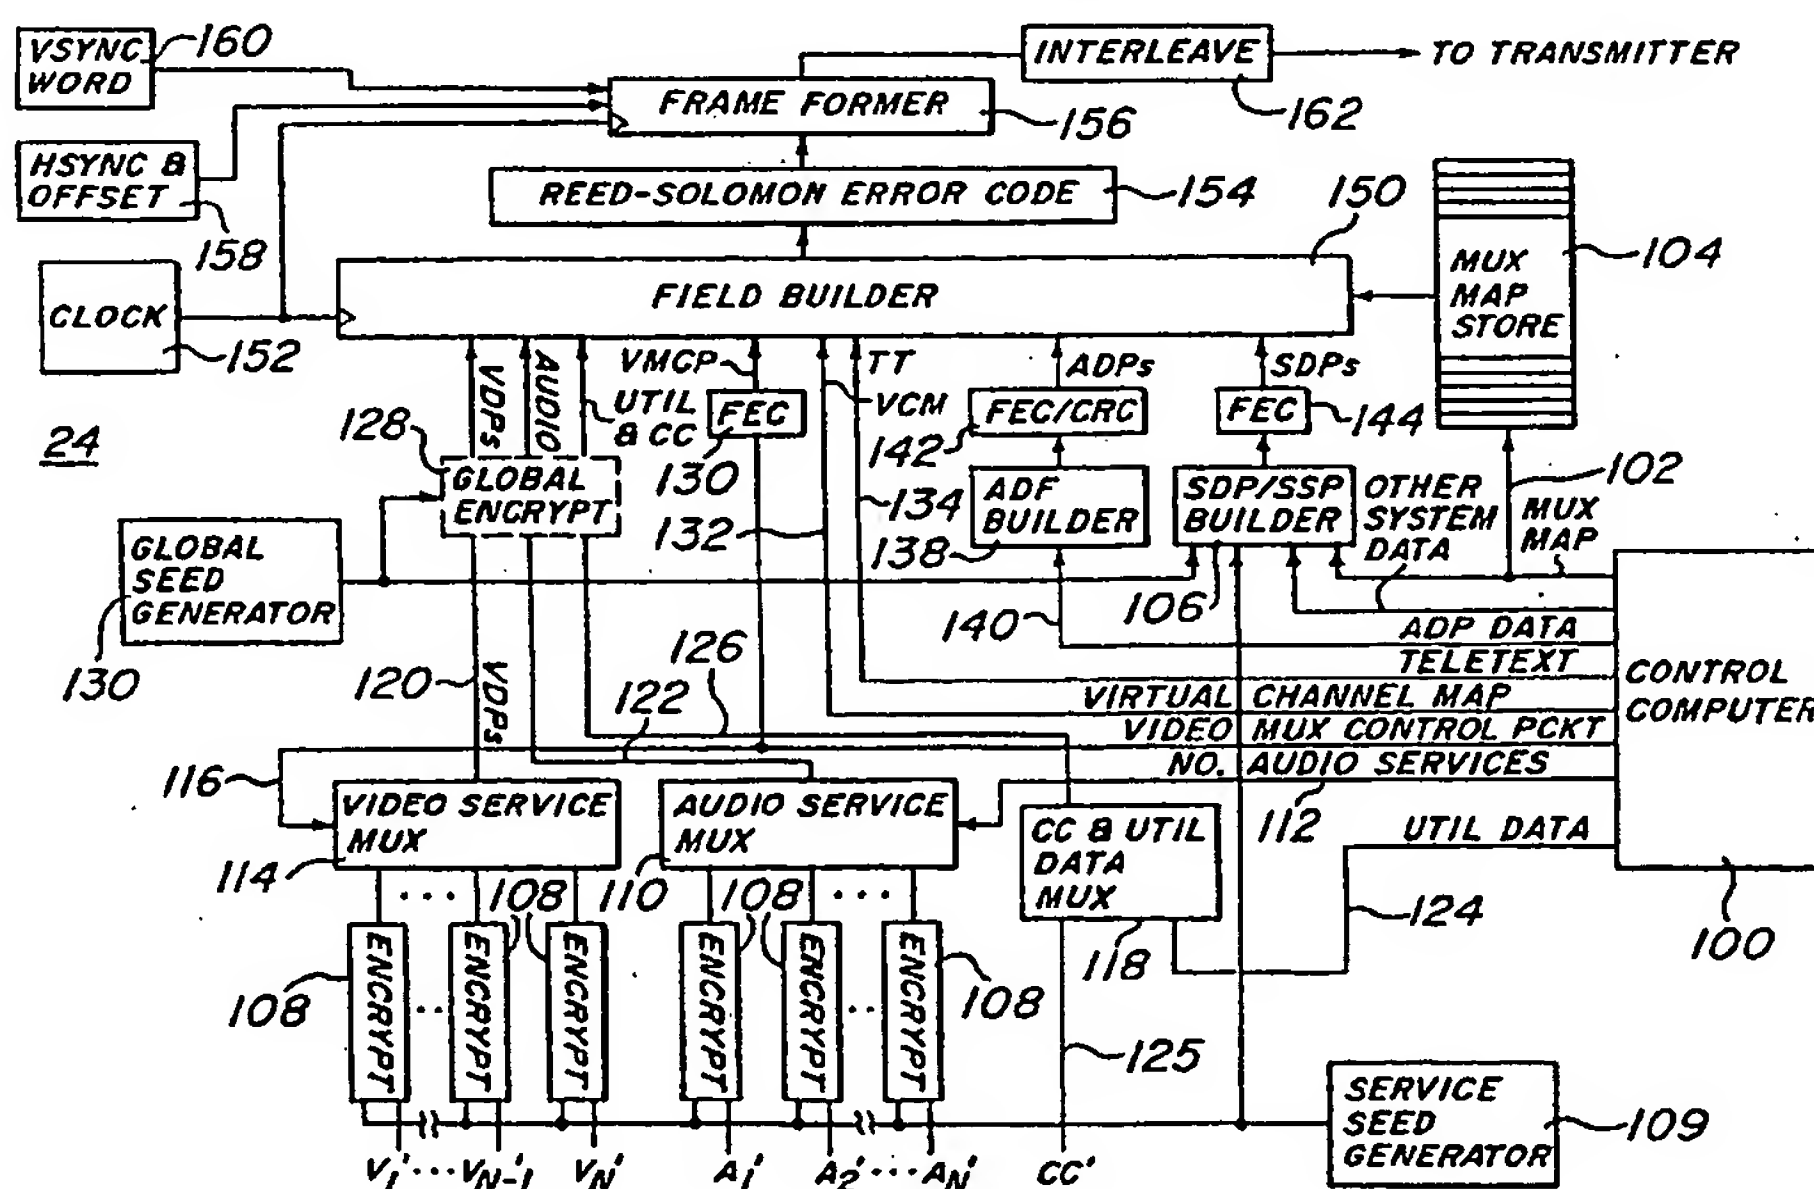 VSYNC WORD
160
INTERLEAVE
TO TRANSMITTER
162
FRAME FORMER
156
HSYNC & OFFSET
158
REED-SOLOMON ERROR CODE
154
150
MUX MAP STORE
104
CLOCK
152
FIELD BUILDER
24
VDPs
AUDIO
UTIL & CC
VMCP
FEC
130
VCM
TT
ADPs
FEC/CRC
142
SDPs
FEC
144
128
GLOBAL ENCRYPT
132
134
ADF BUILDER
138
SDP/SSP BUILDER
106
OTHER SYSTEM DATA
MUX MAP
102
GLOBAL SEED GENERATOR
130
120
VDPs
126
122
140
ADP DATA
TELETEXT
VIRTUAL CHANNEL MAP
VIDEO MUX CONTROL PCKT
NO. AUDIO SERVICES
112
UTIL DATA
CONTROL COMPUTER
100
116
VIDEO SERVICE MUX
114
AUDIO SERVICE MUX
110
CC & UTIL DATA MUX
118
124
108
108
108
108
ENCRYPT
ENCRYPT
ENCRYPT
ENCRYPT
ENCRYPT
ENCRYPT
125
SERVICE SEED GENERATOR
109
V1' ... VN-1' VN' A1' A2' ... AN' CC'